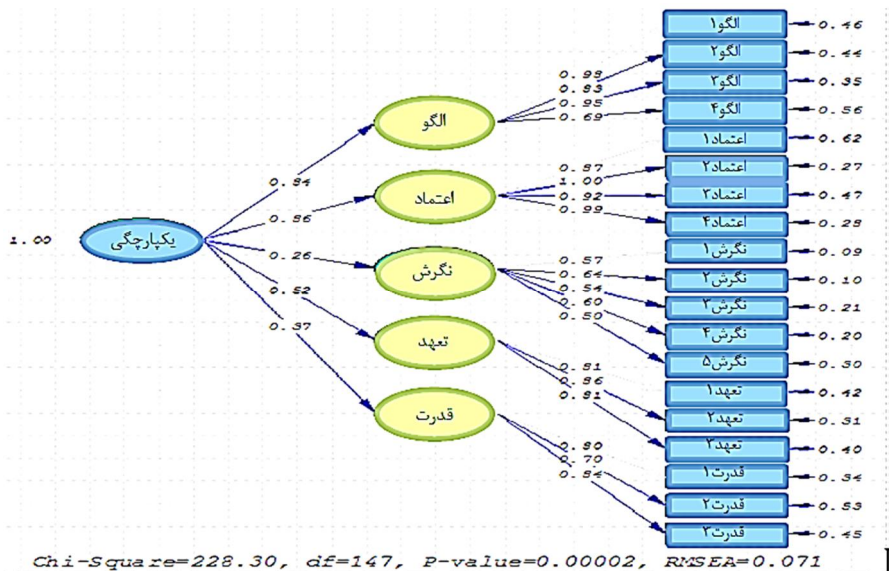 الگو۱ 0.46
الگو۲ 0.44
الگو۳ 0.35
الگو۴ 0.56
اعتماد۱ 0.62
اعتماد۲ 0.27
اعتماد۳ 0.47
اعتماد۴ 0.28
نگرش۱ 0.09
نگرش۲ 0.10
نگرش۳ 0.21
نگرش۴ 0.20
نگرش۵ 0.30
تعهد۱ 0.42
تعهد۲ 0.31
تعهد۳ 0.40
قدرت۱ 0.34
قدرت۲ 0.53
قدرت۳ 0.45
الگو
0.98
0.83
0.95
0.69
اعتماد
0.87
1.00
0.92
0.99
نگرش
0.57
0.64
0.54
0.60
0.50
تعهد
0.81
0.86
0.81
قدرت
0.80
0.70
0.84
1.00 یکپارچگی
0.84
0.86
0.26
0.52
0.37
Chi-Square=228.30, df=147, P-value=0.00002, RMSEA=0.071